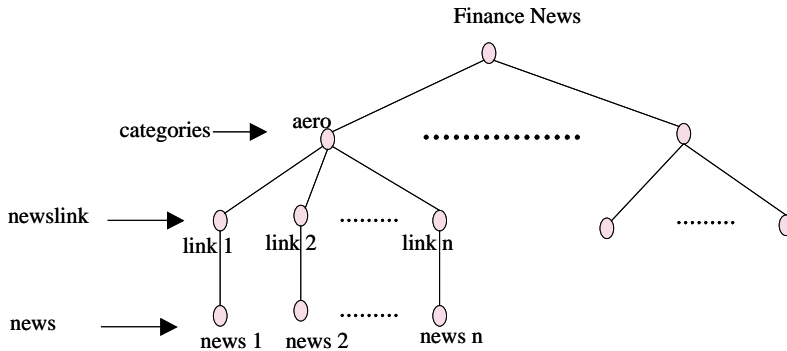 Finance News
categories
aero
newslink
link 1
link 2
link n
news
news 1
news 2
news n